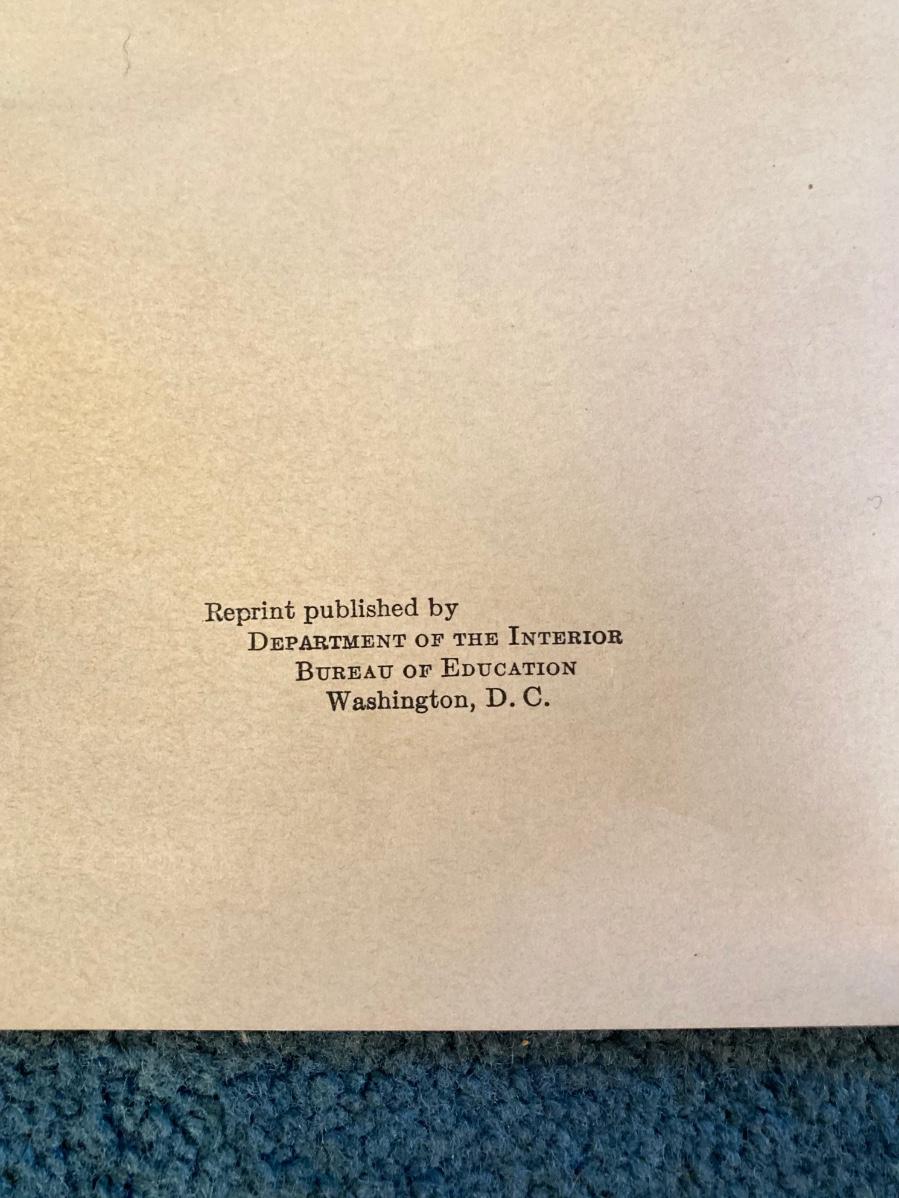 Reprint published by
DEPARTMENT OF THE INTERIOR
BUREAU OF EDUCATION
Washington, D. C.